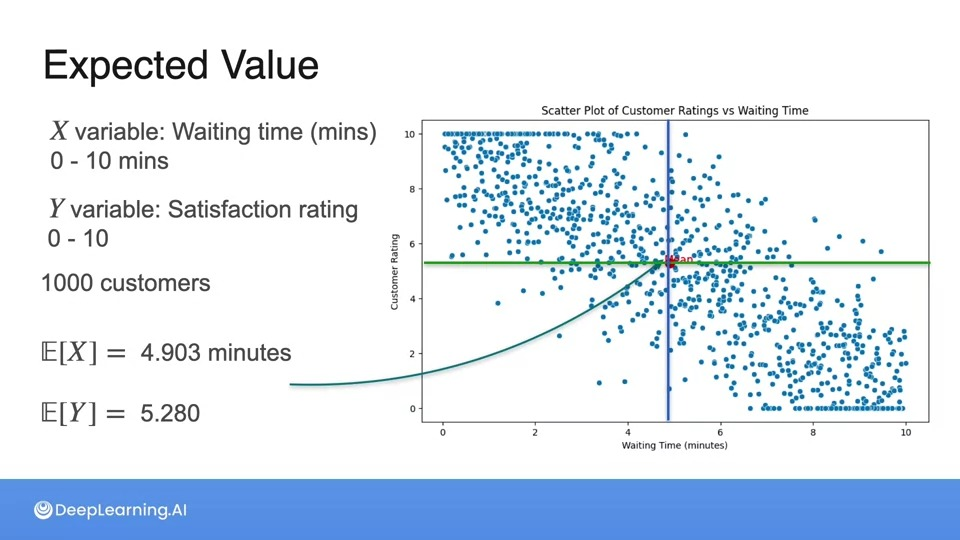 Expected Value
X variable: Waiting time (mins)
0 - 10 mins
Y variable: Satisfaction rating
0 - 10
1000 customers
𝔼[X] = 4.903 minutes
𝔼[Y] = 5.280
Scatter Plot of Customer Ratings vs Waiting Time
Customer Rating
10
8
6
4
2
0
Mean
0 2 4 6 8 10
Waiting Time (minutes)
DeepLearning.AI